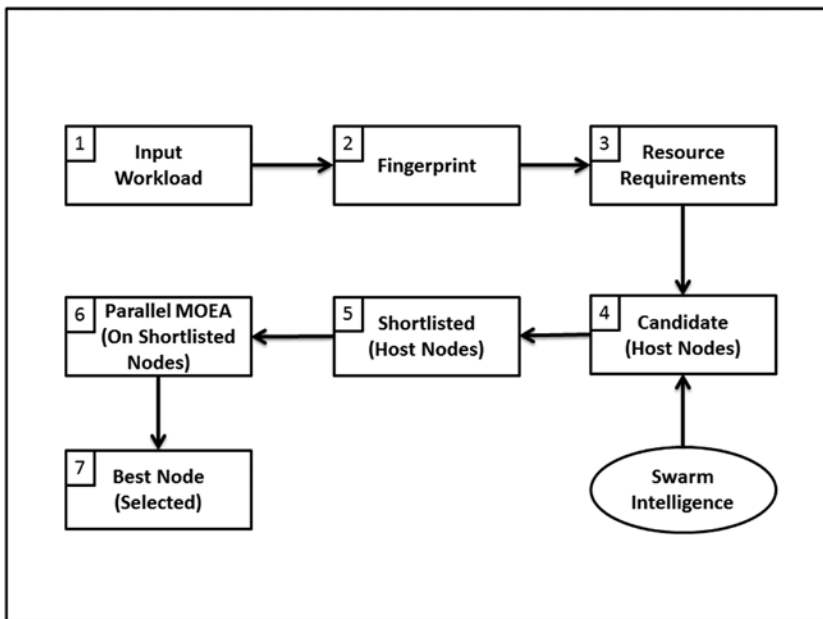 1
Input
Workload
2
Fingerprint
3
Resource
Requirements
6
Parallel MOEA
(On Shortlisted
Nodes)
5
Shortlisted
(Host Nodes)
4
Candidate
(Host Nodes)
7
Best Node
(Selected)
Swarm
Intelligence